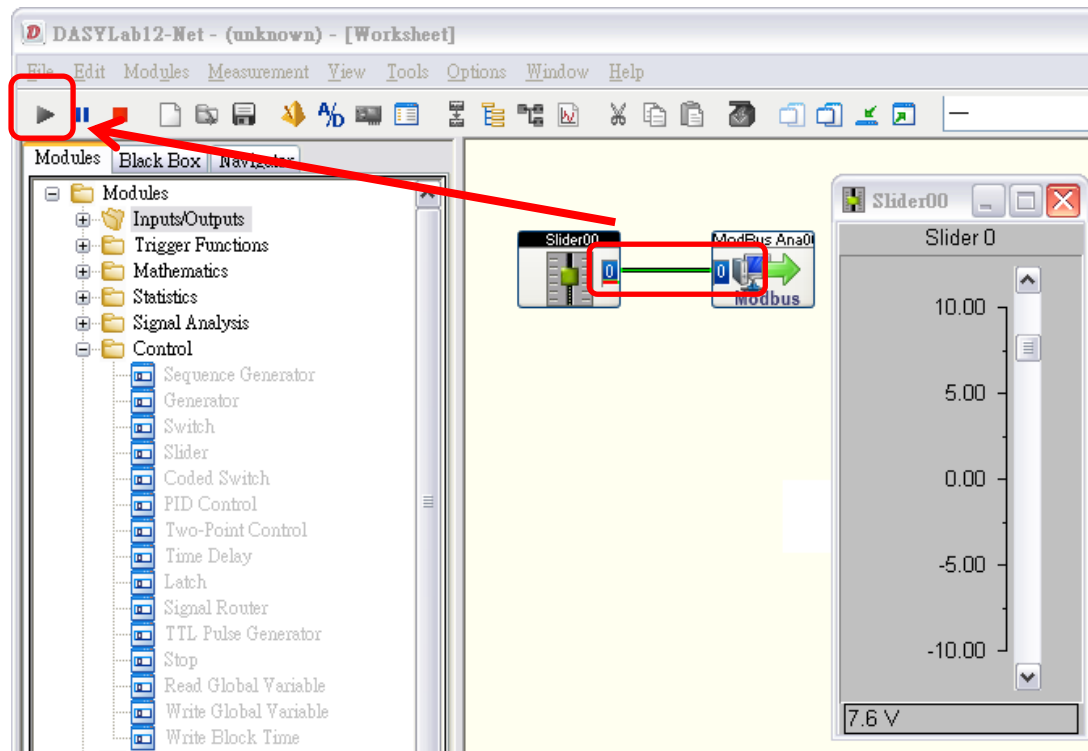 DASYLab12-Net - (unknown) - [Worksheet]
File Edit Modules Measurement View Tools Options Window Help
A/D
Modules Black Box Navigator
Modules
Inputs/Outputs
Trigger Functions
Mathematics
Statistics
Signal Analysis
Control
Sequence Generator
Generator
Switch
Slider
Coded Switch
PID Control
Two-Point Control
Time Delay
Latch
Signal Router
TTL Pulse Generator
Stop
Read Global Variable
Write Global Variable
Write Block Time
Slider00
0
ModBus Ana0
0
Modbus
Slider00
Slider 0
10.00
5.00
0.00
-5.00
-10.00
7.6 V